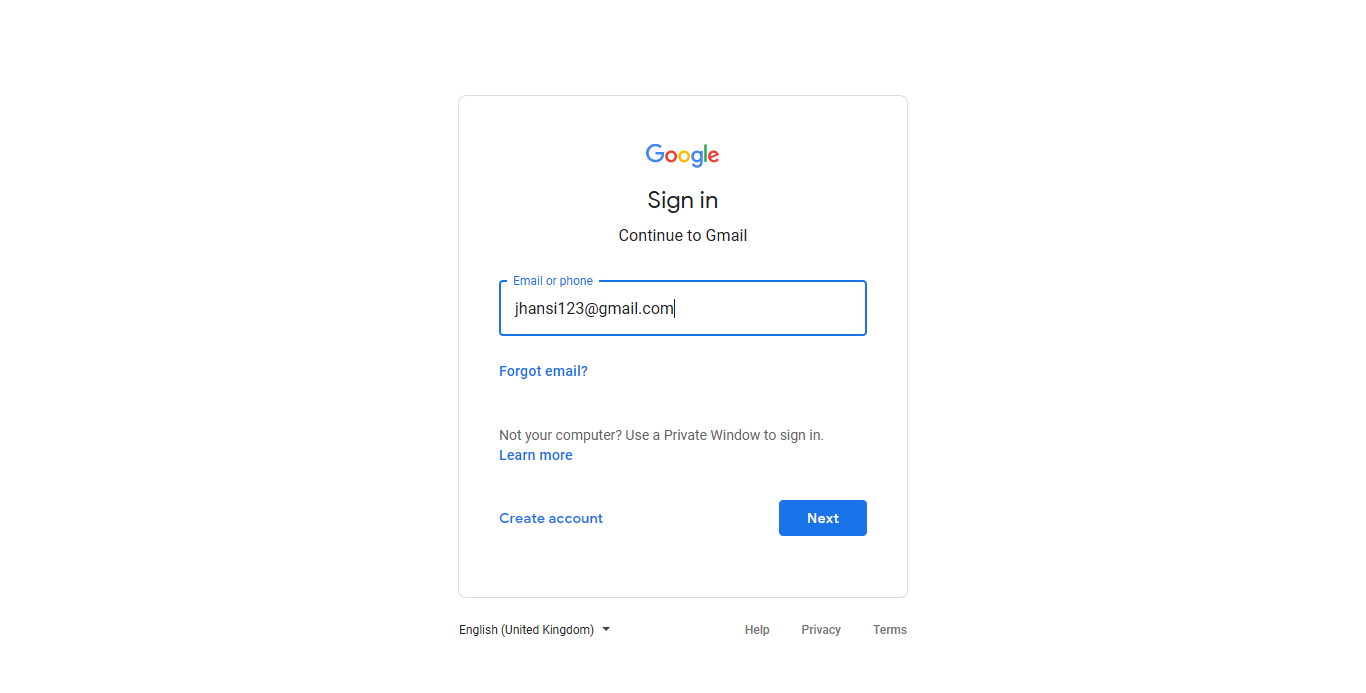 Google
Sign in
Continue to Gmail
Email or phone
jhansi123@gmail.com
Forgot email?
Not your computer? Use a Private Window to sign in.
Learn more
Create account
Next
English (United Kingdom)
Help
Privacy
Terms